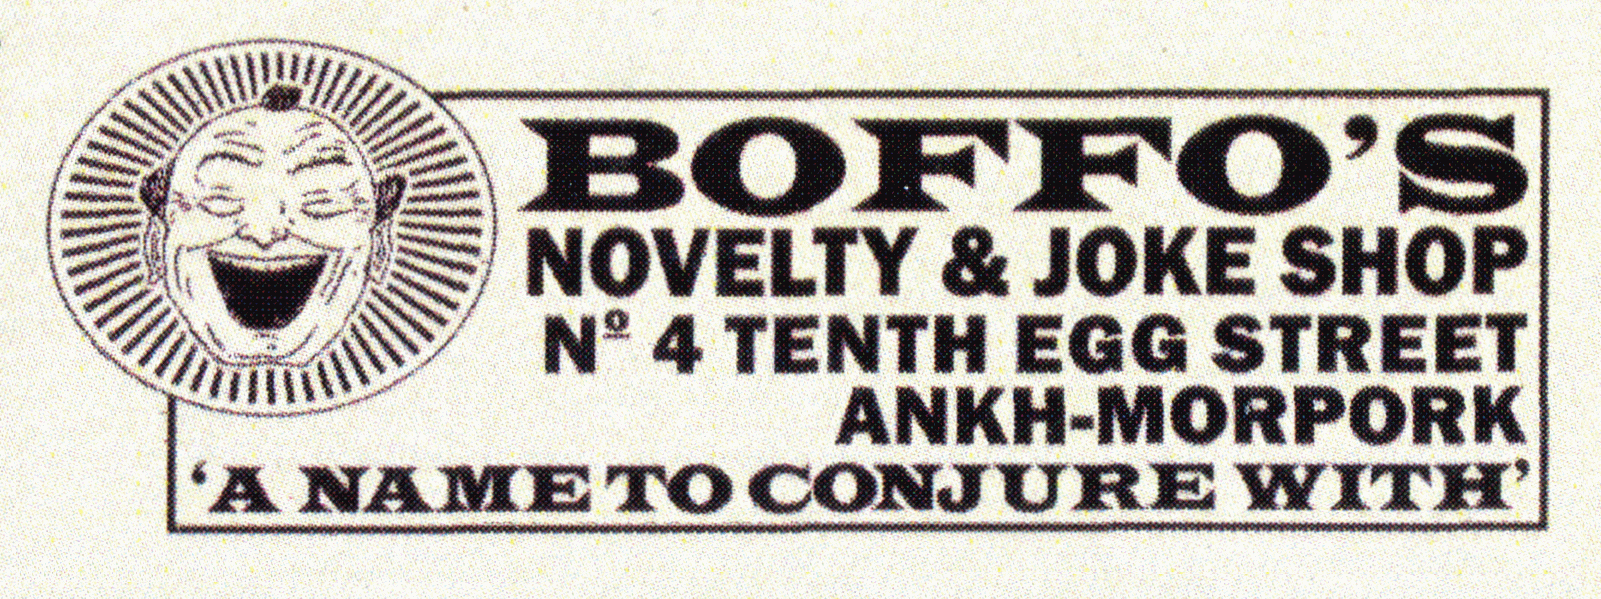 BOFFO'S
NOVELTY & JOKE SHOP
Nº 4 TENTH EGG STREET
ANKH-MORPORK
'A NAME TO CONJURE WITH'